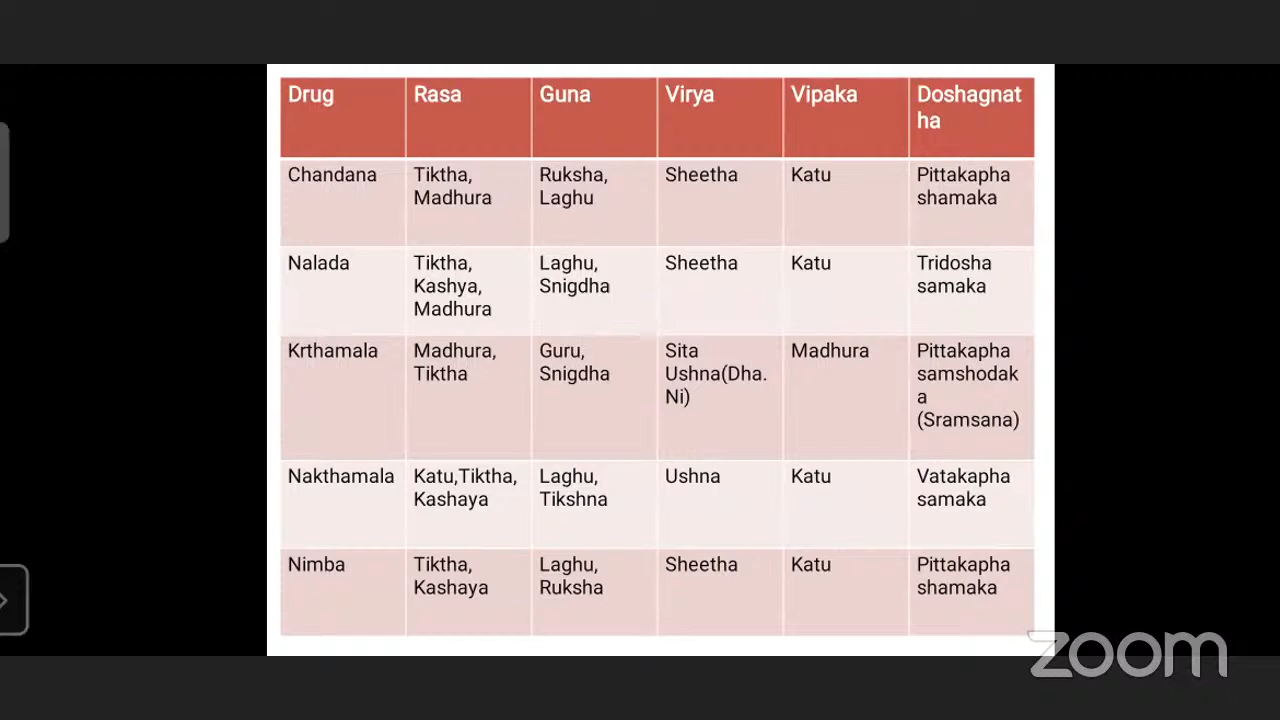 Drug Rasa Guna Virya Vipaka Doshagnat
ha
Chandana Tiktha, Ruksha, Sheetha Katu Pittakapha
Madhura Laghu shamaka
Nalada Tiktha, Laghu, Sheetha Katu Tridosha
Kashya, Snigdha samaka
Madhura
Krthamala Madhura, Guru, Sita Madhura Pittakapha
Tiktha Snigdha Ushna(Dha. samshodak
Ni) a
(Sramsana)
Nakthamala Katu,Tiktha, Laghu, Ushna Katu Vatakapha
Kashaya Tikshna samaka
Nimba Tiktha, Laghu, Sheetha Katu Pittakapha
Kashaya Ruksha shamaka
zoom